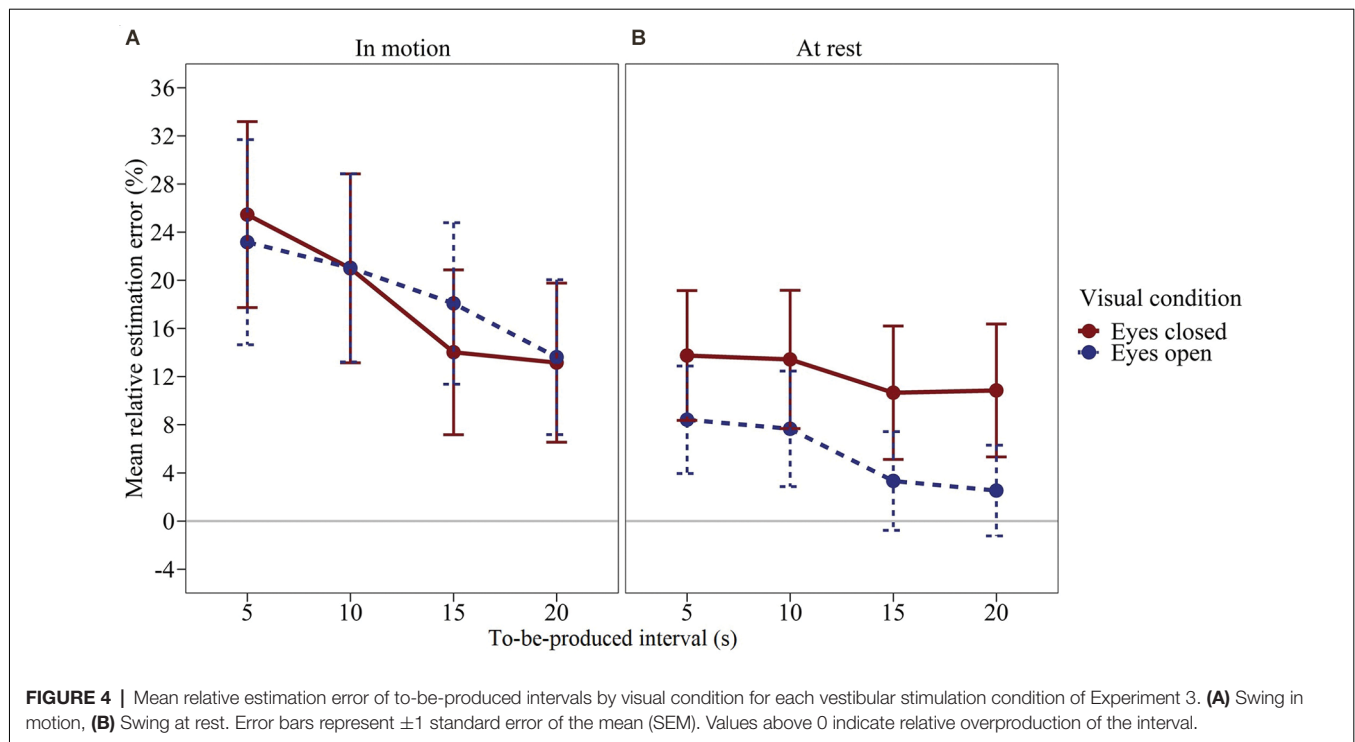 A
In motion
B
At rest
Mean relative estimation error (%)
36
32
28
24
20
16
12
8
4
0
-4
5 10 15 20
5 10 15 20
To-be-produced interval (s)
Visual condition
Eyes closed
Eyes open
FIGURE 4 | Mean relative estimation error of to-be-produced intervals by visual condition for each vestibular stimulation condition of Experiment 3. (A) Swing in
motion, (B) Swing at rest. Error bars represent ±1 standard error of the mean (SEM). Values above 0 indicate relative overproduction of the interval.